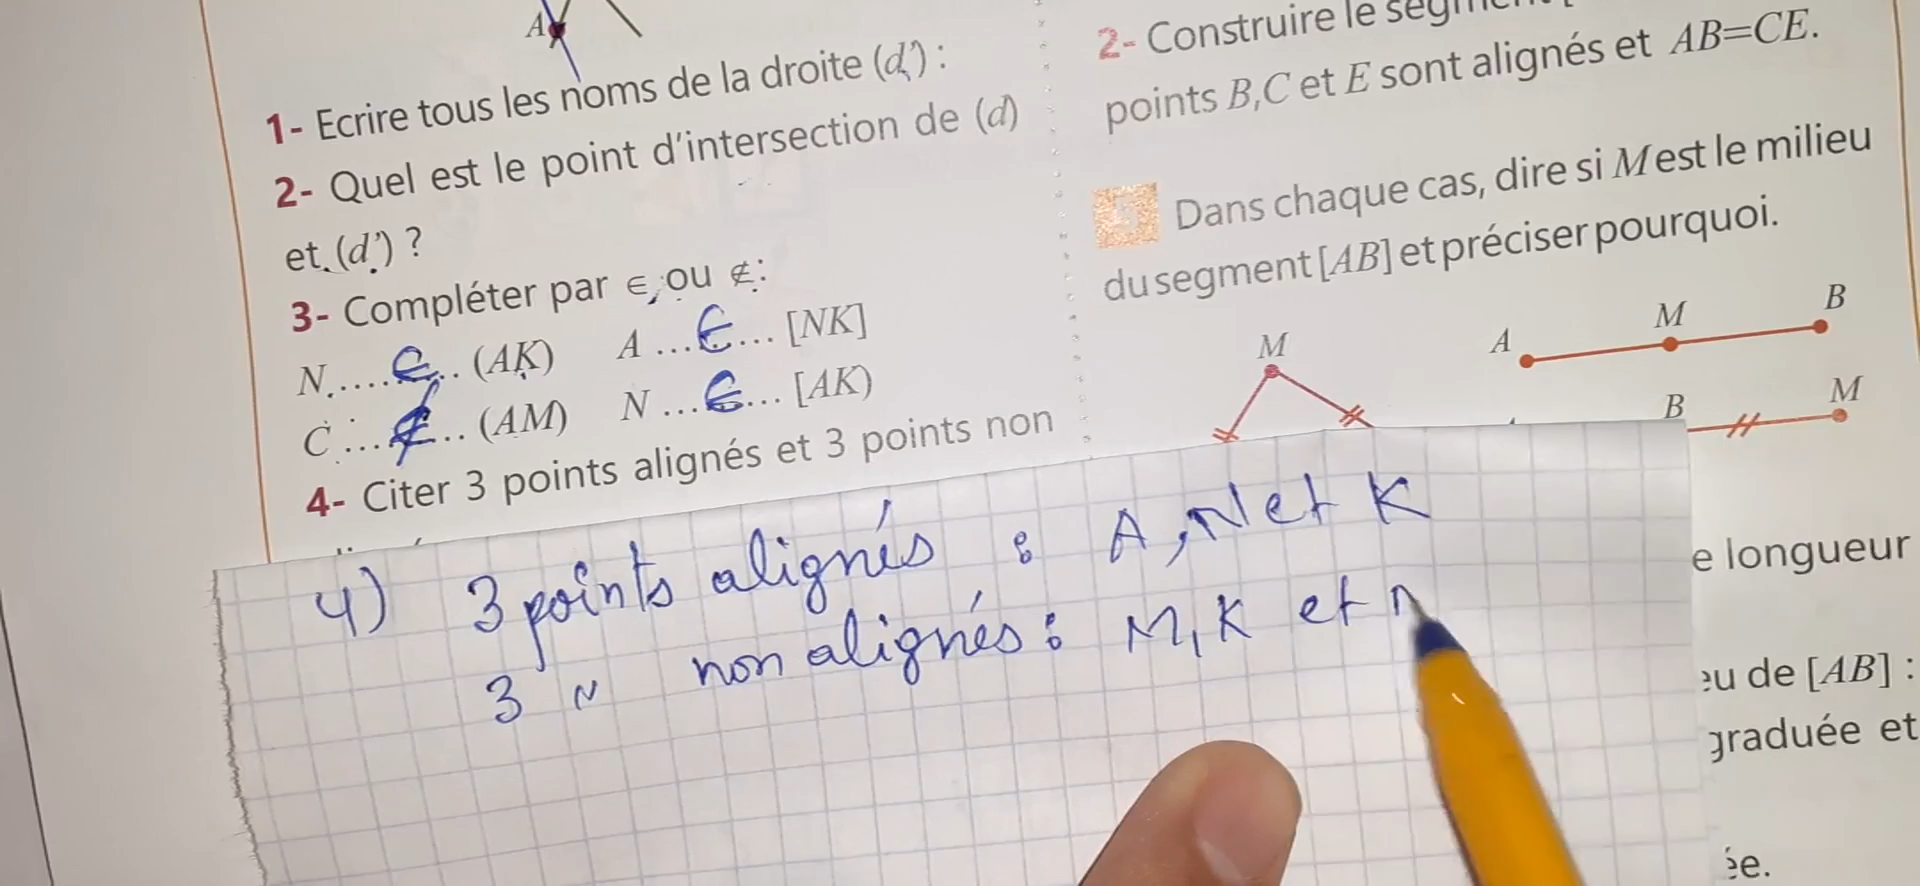 A
1- Ecrire tous les noms de la droite (d') :
2- Quel est le point d'intersection de (d)
et (d') ?
3- Compléter par ∈ ou ∉:
N.....∈.. (AK) A ...∈... [NK]
C ...∉.. (AM) N ...∈... [AK)
4- Citer 3 points alignés et 3 points non
2- Construire le
points B,C et E sont alignés et AB=CE.
Dans chaque cas, dire si M est le milieu
du segment [AB] et préciser pourquoi.
M
A M B
B M
4) 3 points alignés : A, N et K
3 〃 non alignés : M, K et
e longueur
eu de [AB] :
graduée et
ée.